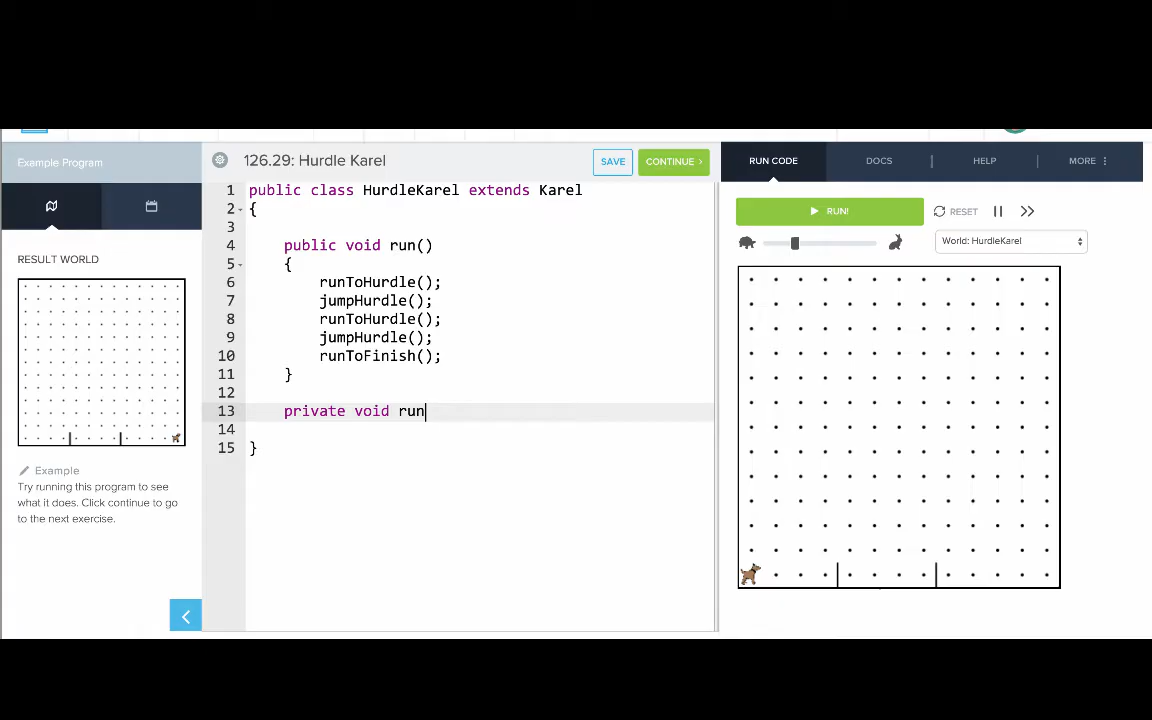 Example Program
126.29: Hurdle Karel
SAVE
CONTINUE ›
RUN CODE
DOCS
HELP
MORE
RESULT WORLD
Example
Try running this program to see
what it does. Click continue to go
to the next exercise.
1 public class HurdleKarel extends Karel
2 {
3
4 public void run()
5 {
6 runToHurdle();
7 jumpHurdle();
8 runToHurdle();
9 jumpHurdle();
10 runToFinish();
11 }
12
13 private void run
14
15 }
RUN!
RESET
World: HurdleKarel